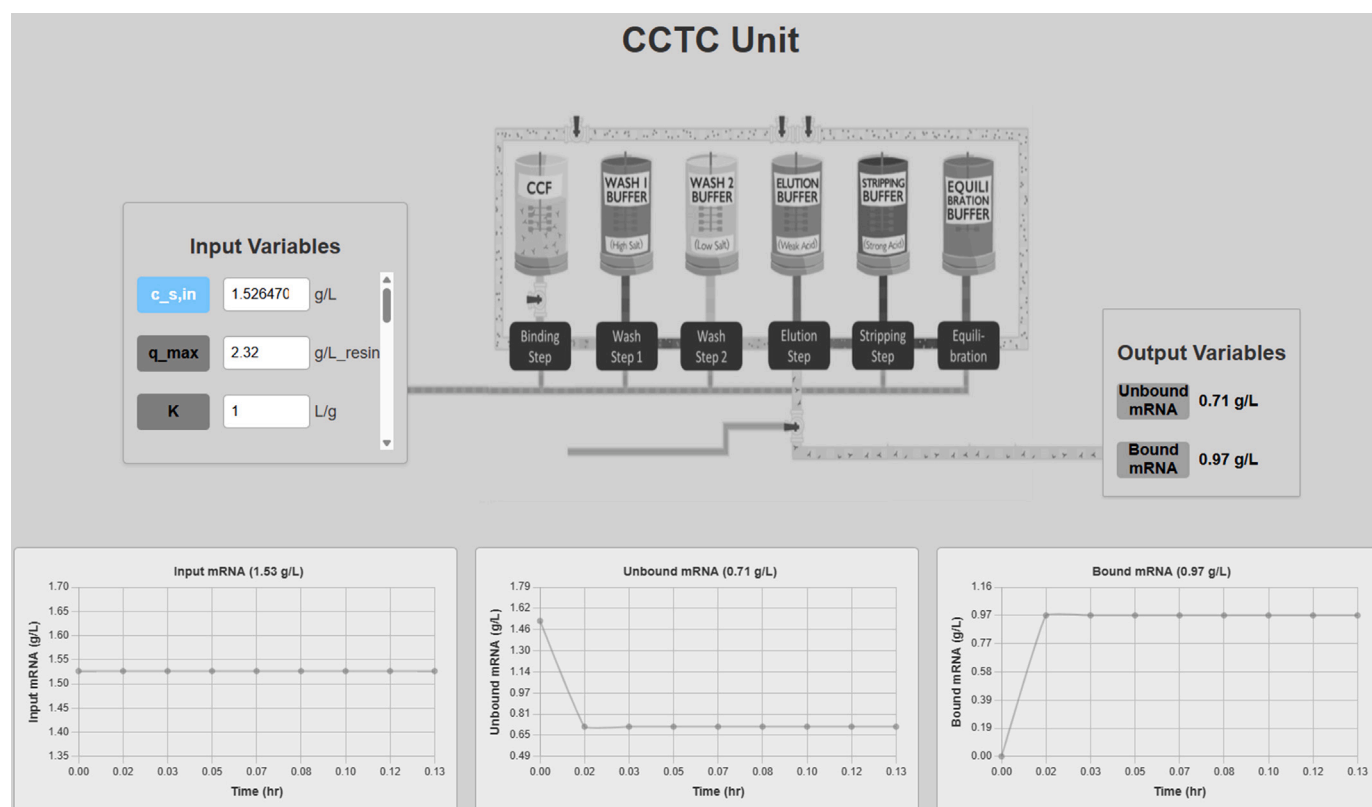 CCTC Unit
CCF
WASH 1
BUFFER
(High Salt)
WASH 2
BUFFER
(Low Salt)
ELUTION
BUFFER
(Weak Acid)
STRIPPING
BUFFER
(Strong Acid)
EQUILI
BRATION
BUFFER
Binding
Step
Wash
Step 1
Wash
Step 2
Elution
Step
Stripping
Step
Equili-
bration
Input Variables
c_s,in 1.526470 g/L
q_max 2.32 g/L_resin
K 1 L/g
Output Variables
Unbound
mRNA 0.71 g/L
Bound
mRNA 0.97 g/L
Input mRNA (1.53 g/L)
Input mRNA (g/L)
1.70
1.65
1.60
1.55
1.50
1.45
1.40
1.35
0.00 0.02 0.03 0.05 0.07 0.08 0.10 0.12 0.13
Time (hr)
Unbound mRNA (0.71 g/L)
Unbound mRNA (g/L)
1.79
1.62
1.46
1.30
1.14
0.97
0.81
0.65
0.49
0.00 0.02 0.03 0.05 0.07 0.08 0.10 0.12 0.13
Time (hr)
Bound mRNA (0.97 g/L)
Bound mRNA (g/L)
1.16
0.97
0.77
0.58
0.39
0.19
0.00
0.00 0.02 0.03 0.05 0.07 0.08 0.10 0.12 0.13
Time (hr)